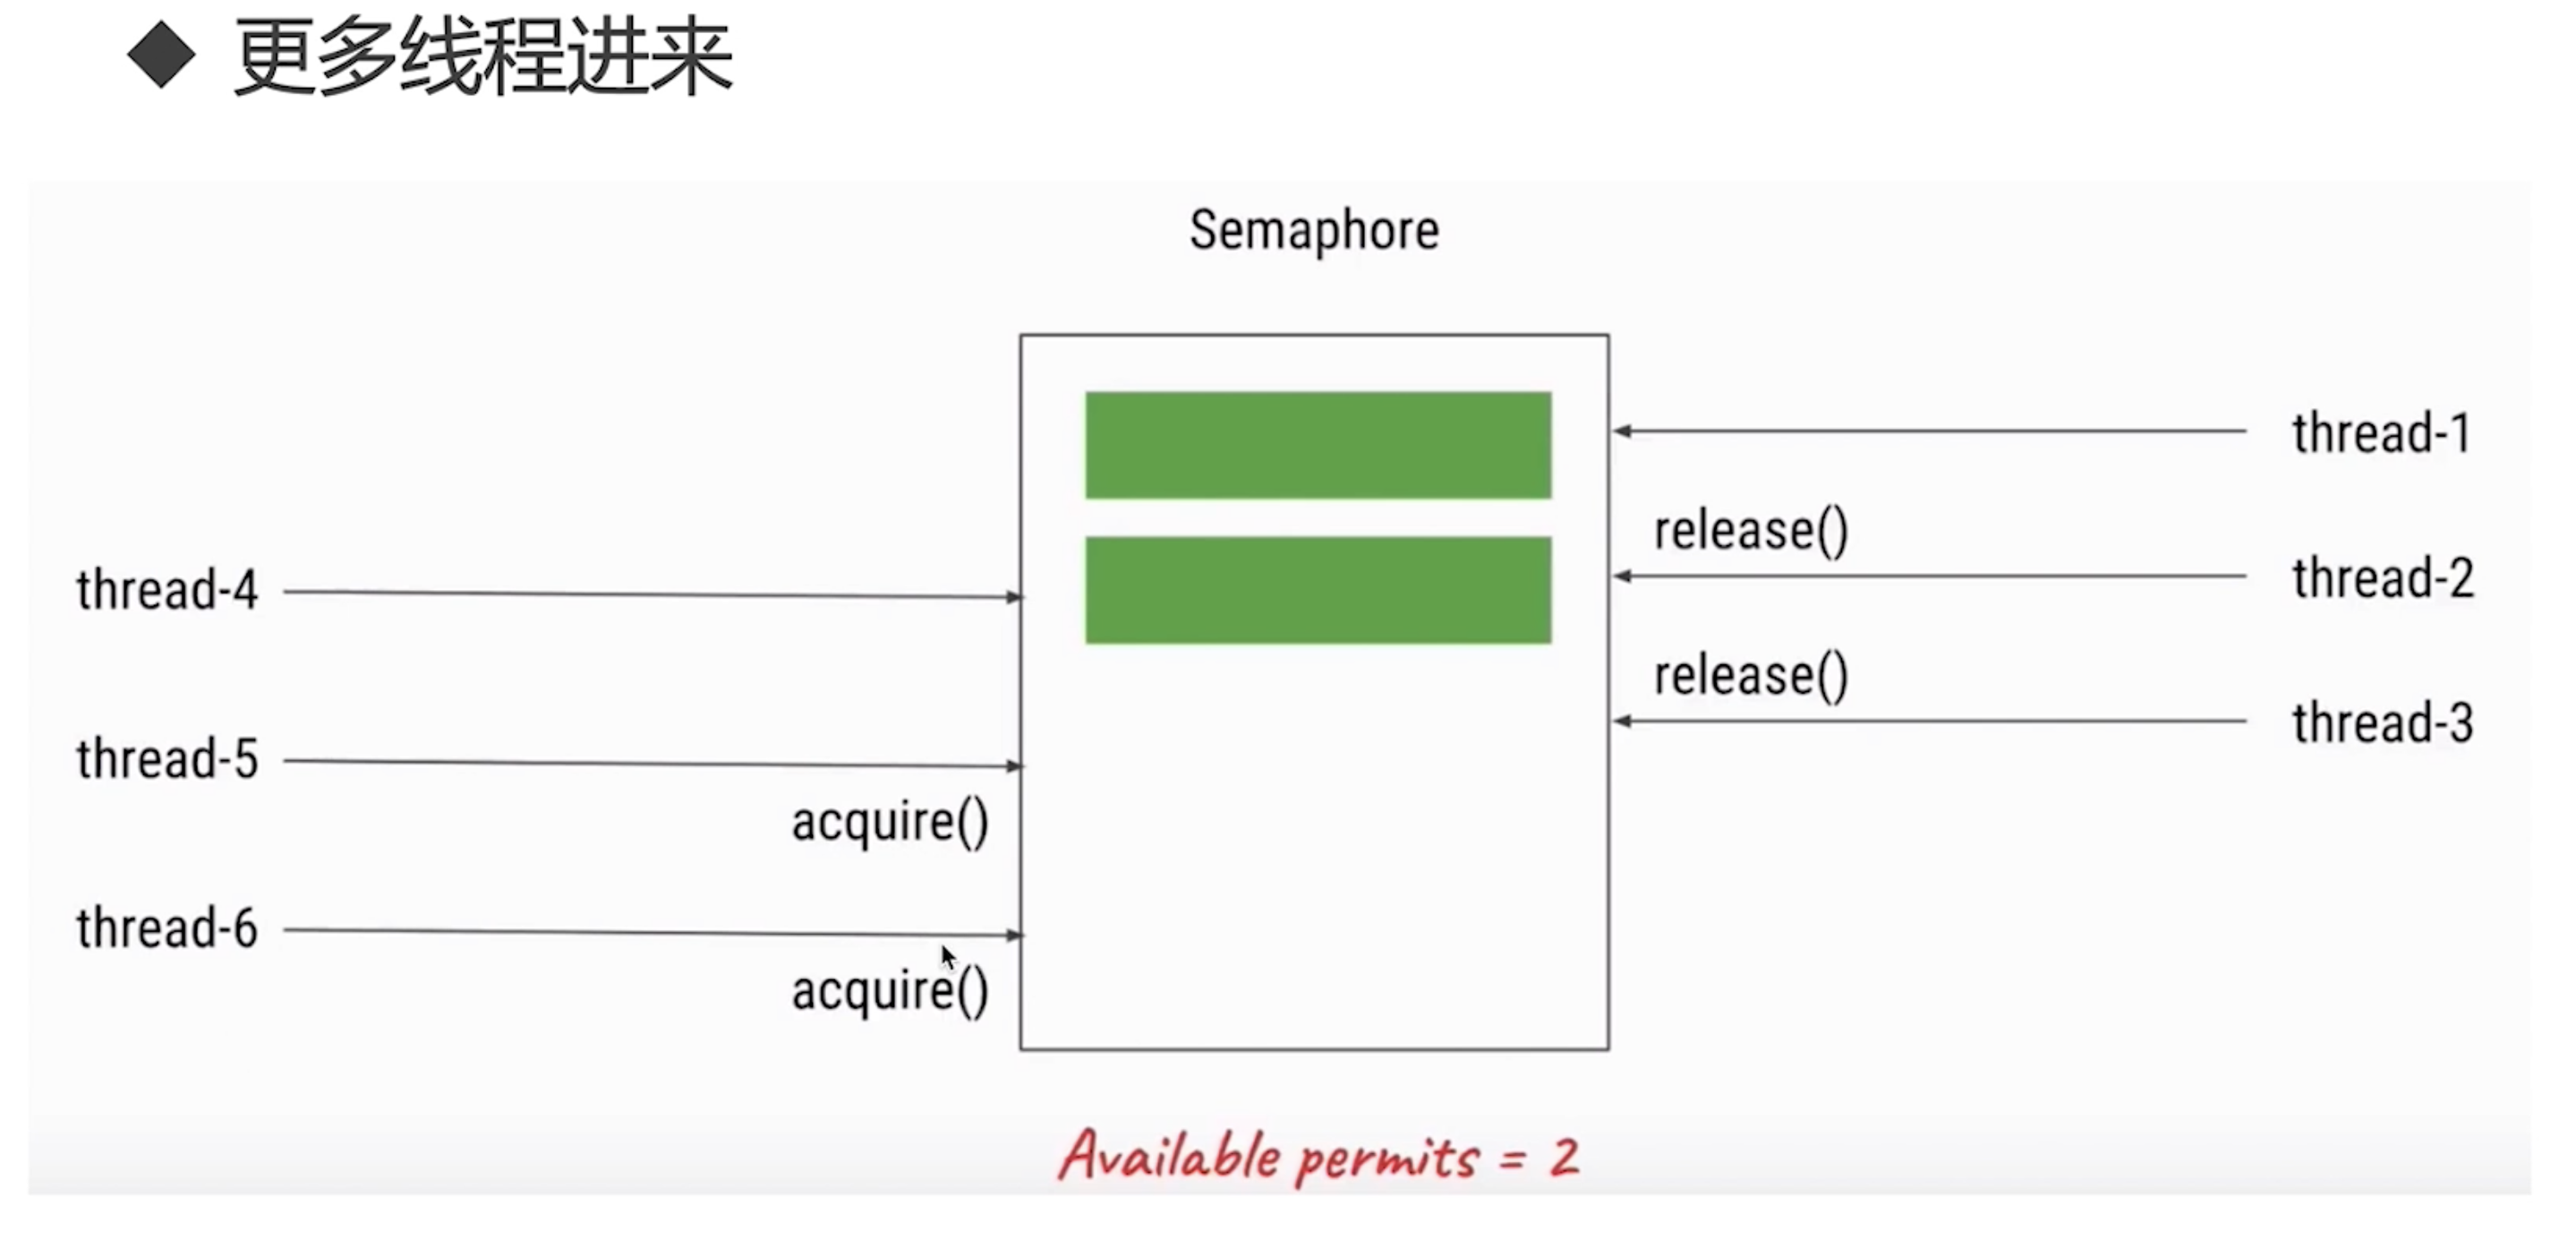 更多线程进来
Semaphore
thread-1
release()
thread-2
thread-4
release()
thread-3
thread-5
acquire()
thread-6
acquire()
Available permits = 2